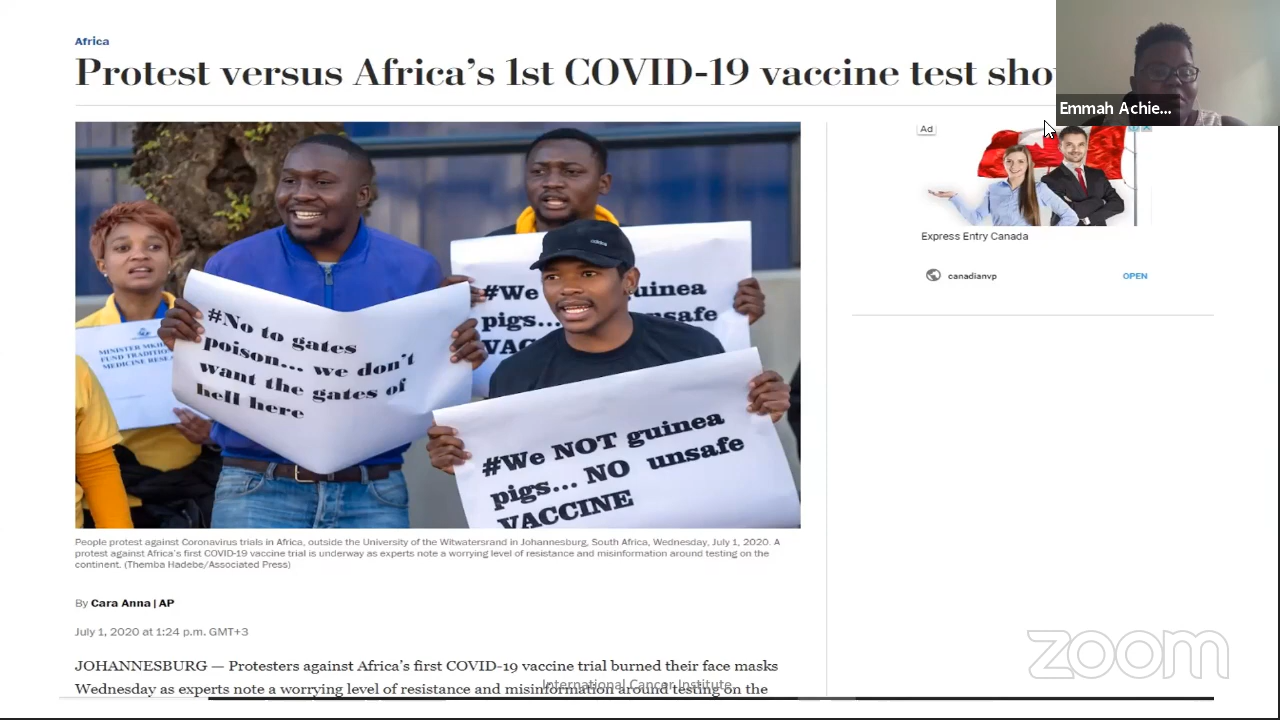 Africa
Protest versus Africa's 1st COVID-19 vaccine test
Emmah Achie...
Ad
Express Entry Canada
canadianvp
OPEN
MINISTER
FUND
MEDICINE
#No to gates
poison... we don't
want the gates of
hell here
#We guinea
pigs... unsafe
#We NOT guinea
pigs... NO unsafe
VACCINE
adidas
People protest against Coronavirus trials in Africa, outside the University of the Witwatersrand in Johannesburg, South Africa, Wednesday, July 1, 2020. A
protest against Africa's first COVID-19 vaccine trial is underway as experts note a worrying level of resistance and misinformation around testing on the
continent. (Themba Hadebe/Associated Press)
By Cara Anna | AP
July 1, 2020 at 1:24 p.m. GMT+3
JOHANNESBURG — Protesters against Africa's first COVID-19 vaccine trial burned their face masks
Wednesday as experts note a worrying level of resistance and misinformation around testing on the
International Cancer Institute
zoom